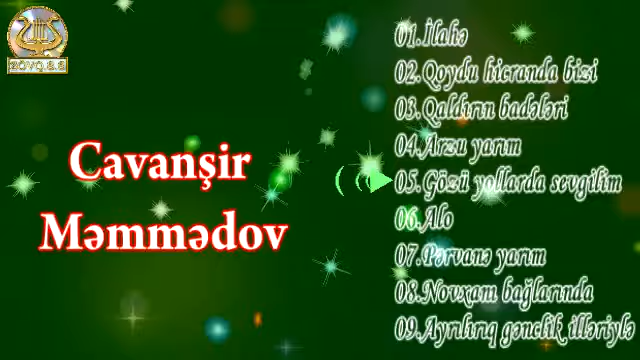 ZÖVQ.S.S
Cavanşir
Məmmədov
01.İlahə
02.Qoydu hicranda bizi
03.Qaldırın badələri
04.Arzu yarım
05.Gözü yollarda sevgilim
06.Alo
07.Pərvanə yarım
08.Novxanı bağlarında
09.Ayrılırıq gənclik illəriylə